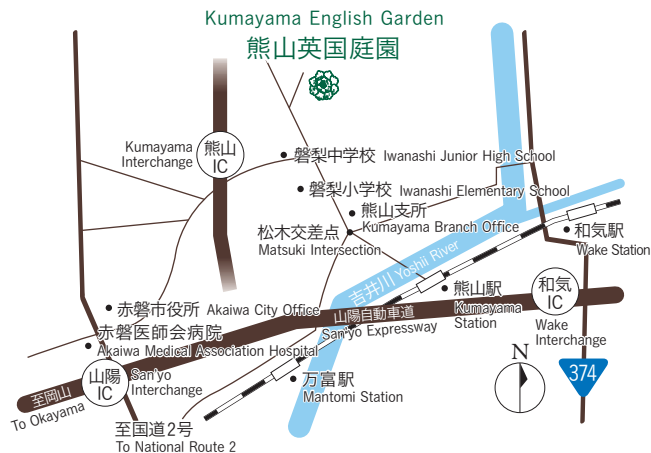 Kumayama English Garden
熊山英国庭園
Kumayama
Interchange
熊山
IC
磐梨中学校 Iwanashi Junior High School
磐梨小学校 Iwanashi Elementary School
熊山支所
Kumayama Branch Office
松木交差点
Matsuki Intersection
和気駅
Wake Station
吉井川 Yoshii River
熊山駅
Kumayama
Station
和気
IC
Wake
Interchange
赤磐市役所 Akaiwa City Office
山陽自動車道
San'yo Expressway
赤磐医師会病院
Akaiwa Medical Association Hospital
山陽
IC
San'yo
Interchange
至岡山
To Okayama
万富駅
Mantomi Station
N
374
至国道2号
To National Route 2